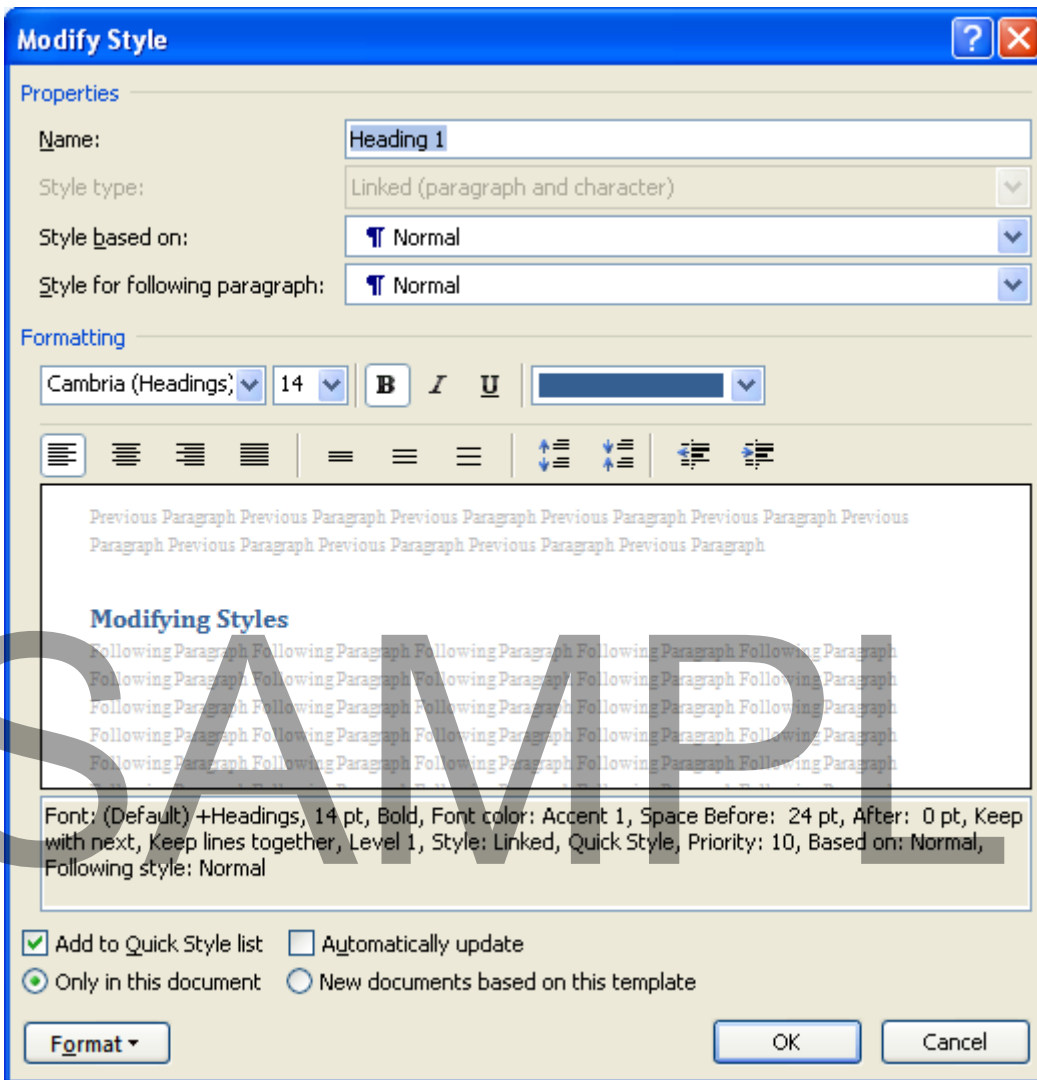 Modify Style
?
Properties
Name:
Heading 1
Style type:
Linked (paragraph and character)
Style based on:
¶ Normal
Style for following paragraph:
¶ Normal
Formatting
Cambria (Headings) 14 B I U
Previous Paragraph Previous Paragraph Previous Paragraph Previous Paragraph Previous Paragraph Previous
Paragraph Previous Paragraph Previous Paragraph Previous Paragraph Previous Paragraph
Modifying Styles
Following Paragraph Following Paragraph Following Paragraph Following Paragraph Following Paragraph
Following Paragraph Following Paragraph Following Paragraph Following Paragraph Following Paragraph
Following Paragraph Following Paragraph Following Paragraph Following Paragraph Following Paragraph
Following Paragraph Following Paragraph Following Paragraph Following Paragraph Following Paragraph
Following Paragraph Following Paragraph Following Paragraph Following Paragraph Following Paragraph
SAMPL
Font: (Default) +Headings, 14 pt, Bold, Font color: Accent 1, Space Before:  24 pt, After:  0 pt, Keep
with next, Keep lines together, Level 1, Style: Linked, Quick Style, Priority: 10, Based on: Normal,
Following style: Normal
Add to Quick Style list
Automatically update
Only in this document
New documents based on this template
Format
OK
Cancel